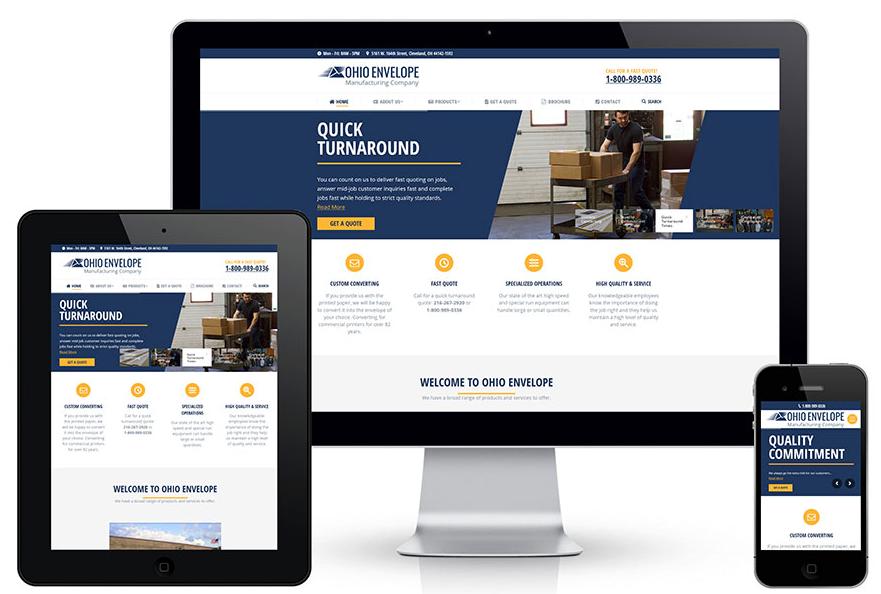 Mon - Fri: 8AM - 5PM 5161 W. 164th Street, Cleveland, OH 44142-1592
OHIO ENVELOPE
Manufacturing Company
CALL FOR A FAST QUOTE!
1-800-989-0336
HOME ABOUT US PRODUCTS GET A QUOTE BROCHURE CONTACT SEARCH
QUICK
TURNAROUND
You can count on us to deliver fast quoting on jobs,
answer mid-job customer inquiries fast and complete
jobs fast while holding to strict quality standards.
Read More
GET A QUOTE
Quick
Turnaround
Times
CUSTOM CONVERTING
If you provide us with the
printed paper, we will be happy
to convert it into the envelope of
your choice. Converting for
commercial printers for over 82
years.
FAST QUOTE
Call for a quick turnaround
quote: 216-267-2920 or
1-800-989-0336
SPECIALIZED OPERATIONS
Our state of the art high speed
and special run equipment can
handle large or small quantities.
HIGH QUALITY & SERVICE
Our knowledgeable employees
know the importance of doing
the job right and they help us
maintain a high level of quality
and service.
WELCOME TO OHIO ENVELOPE
We have a broad range of products and services to offer.
Mon - Fri: 8AM - 5PM 5161 W. 164th Street, Cleveland, OH 44142-1592
OHIO ENVELOPE
Manufacturing Company
CALL FOR A FAST QUOTE!
1-800-989-0336
HOME ABOUT US PRODUCTS GET A QUOTE BROCHURE CONTACT SEARCH
QUICK
TURNAROUND
You can count on us to deliver fast quoting on jobs,
answer mid-job customer inquiries fast and complete
jobs fast while holding to strict quality standards.
Read More
GET A QUOTE
Quick
Turnaround
Times
CUSTOM CONVERTING
If you provide us with
the printed paper, we
will be happy to convert
it into the envelope of
your choice. Converting
for commercial printers
for over 82 years.
FAST QUOTE
Call for a quick
turnaround quote:
216-267-2920 or
1-800-989-0336
SPECIALIZED
OPERATIONS
Our state of the art high
speed and special run
equipment can handle
large or small
quantities.
HIGH QUALITY & SERVICE
Our knowledgeable
employees know the
importance of doing the
job right and they help
us maintain a high level
of quality and service.
WELCOME TO OHIO ENVELOPE
We have a broad range of products and services to offer.
1-800-989-0336
OHIO ENVELOPE
Manufacturing Company
QUALITY
COMMITMENT
We always go the extra mile for our customers...
Read More
GET A QUOTE
CUSTOM CONVERTING
If you provide us with the printed paper, we